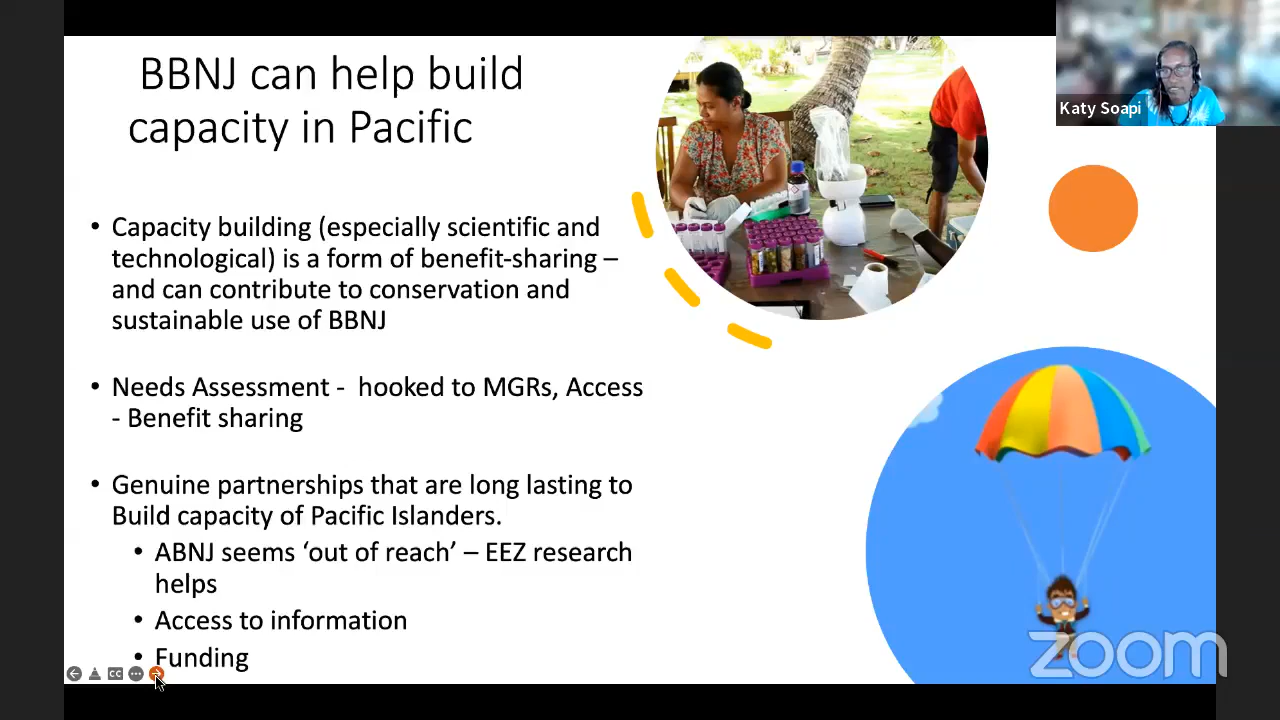 BBNJ can help build
capacity in Pacific
Katy Soapi
• Capacity building (especially scientific and
technological) is a form of benefit-sharing –
and can contribute to conservation and
sustainable use of BBNJ
• Needs Assessment -  hooked to MGRs, Access
- Benefit sharing
• Genuine partnerships that are long lasting to
Build capacity of Pacific Islanders.
• ABNJ seems ‘out of reach’ – EEZ research
helps
• Access to information
• Funding
CC
zoom